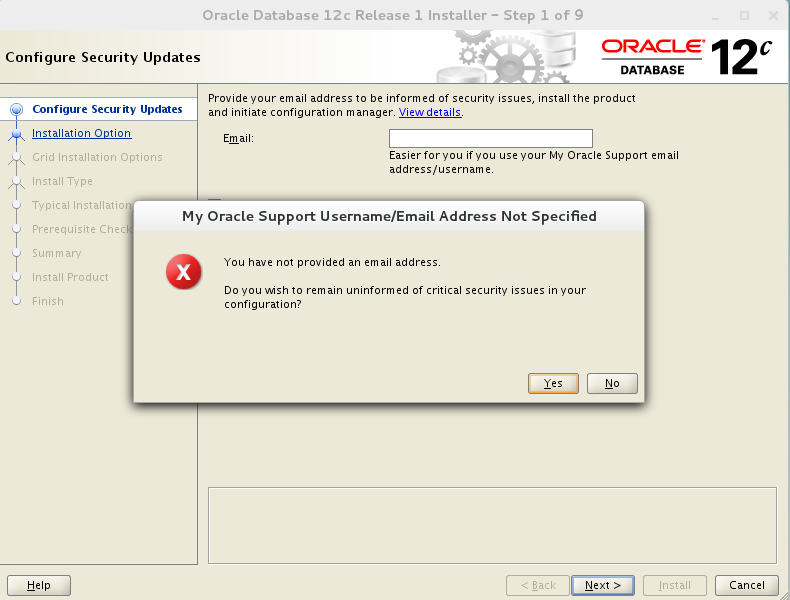 Oracle Database 12c Release 1 Installer – Step 1 of 9
Configure Security Updates
ORACLE®
DATABASE
12c
Configure Security Updates
Installation Option
Grid Installation Options
Install Type
Typical Installation
Prerequisite Check
Summary
Install Product
Finish
Provide your email address to be informed of security issues, install the product
and initiate configuration manager. View details.
Email:
Easier for you if you use your My Oracle Support email
address/username.
My Oracle Support Username/Email Address Not Specified
X
You have not provided an email address.
Do you wish to remain uninformed of critical security issues in your
configuration?
Yes
No
Help
< Back
Next >
Install
Cancel